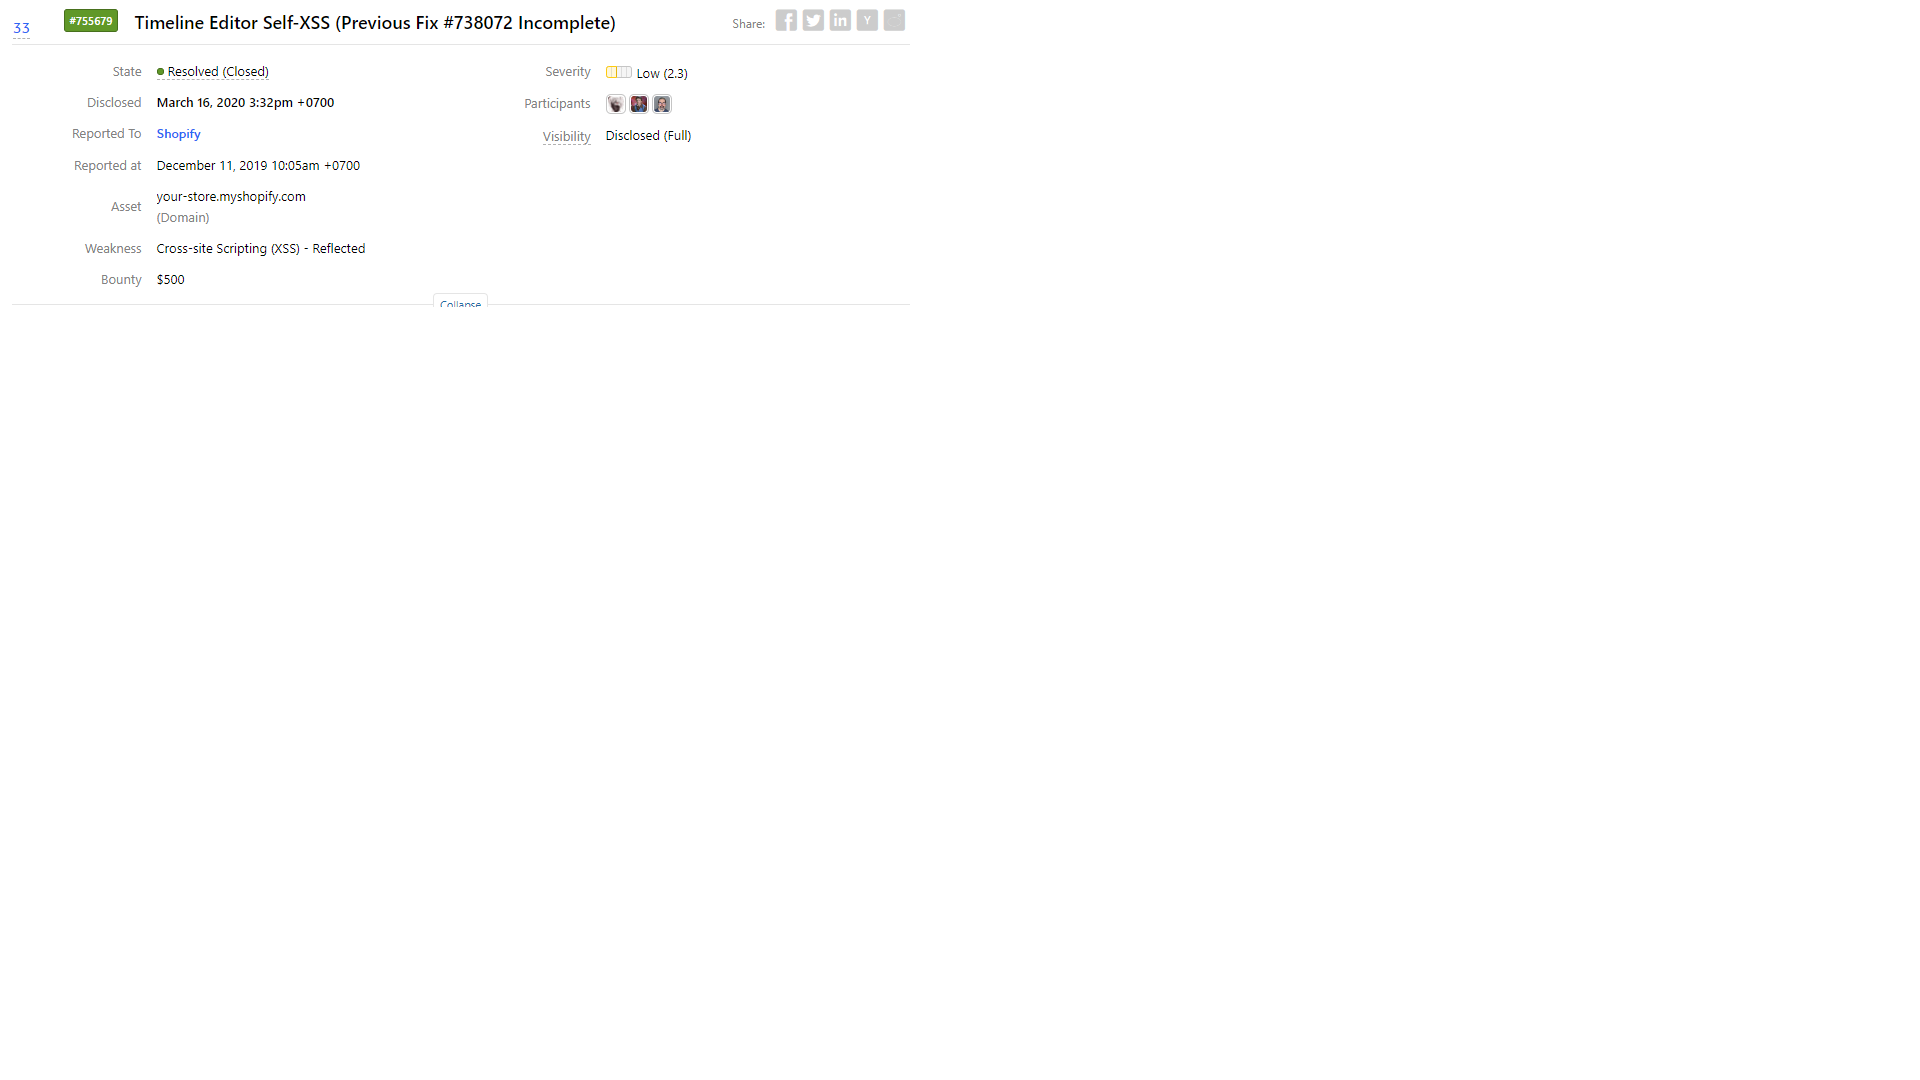 33
#755679
Timeline Editor Self-XSS (Previous Fix #738072 Incomplete)
Share:
State
Resolved (Closed)
Severity
Low (2.3)
Disclosed
March 16, 2020 3:32pm +0700
Participants
Reported To
Shopify
Visibility
Disclosed (Full)
Reported at
December 11, 2019 10:05am +0700
Asset
your-store.myshopify.com
(Domain)
Weakness
Cross-site Scripting (XSS) - Reflected
Bounty
$500
Collapse